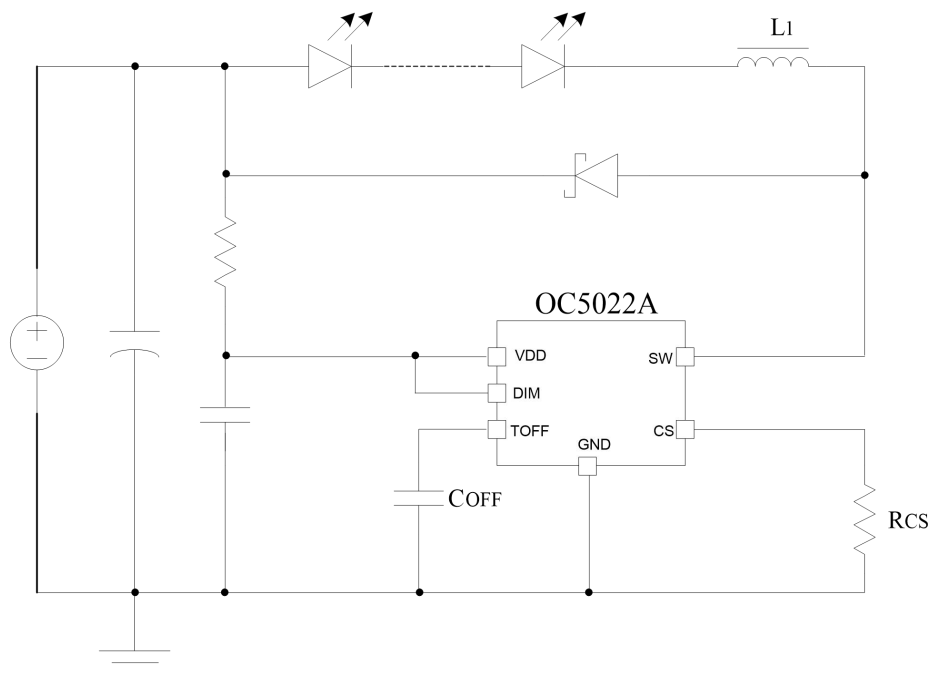 L1
OC5022A
VDD
SW
DIM
TOFF
CS
GND
COFF
RCS